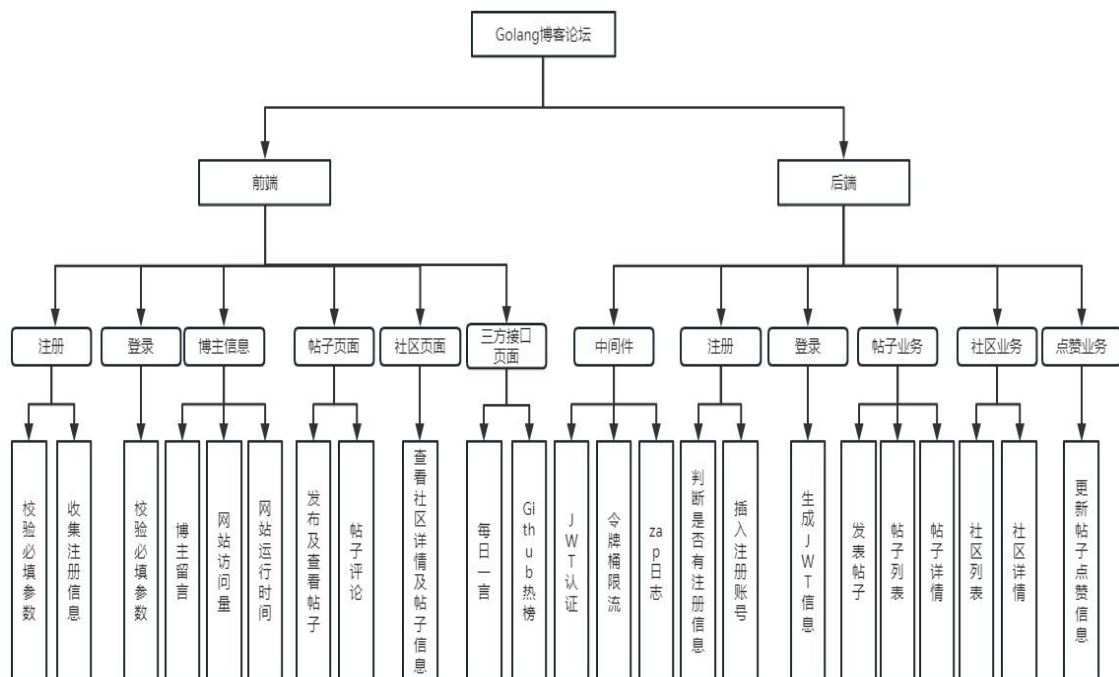 Golang博客论坛
前端
后端
注册
登录
博主信息
帖子页面
社区页面
三方接口
页面
中间件
注册
登录
帖子业务
社区业务
点赞业务
校验必填参数
收集注册信息
校验必填参数
博主留言
网站访问量
网站运行时间
发布及查看帖子
帖子评论
查看社区详情及帖子信息
每日一言
Github热榜
JWT认证
令牌桶限流
zap日志
判断是否有注册信息
插入注册账号
生成JWT信息
发表帖子
帖子列表
帖子详情
社区列表
社区详情
更新帖子点赞信息